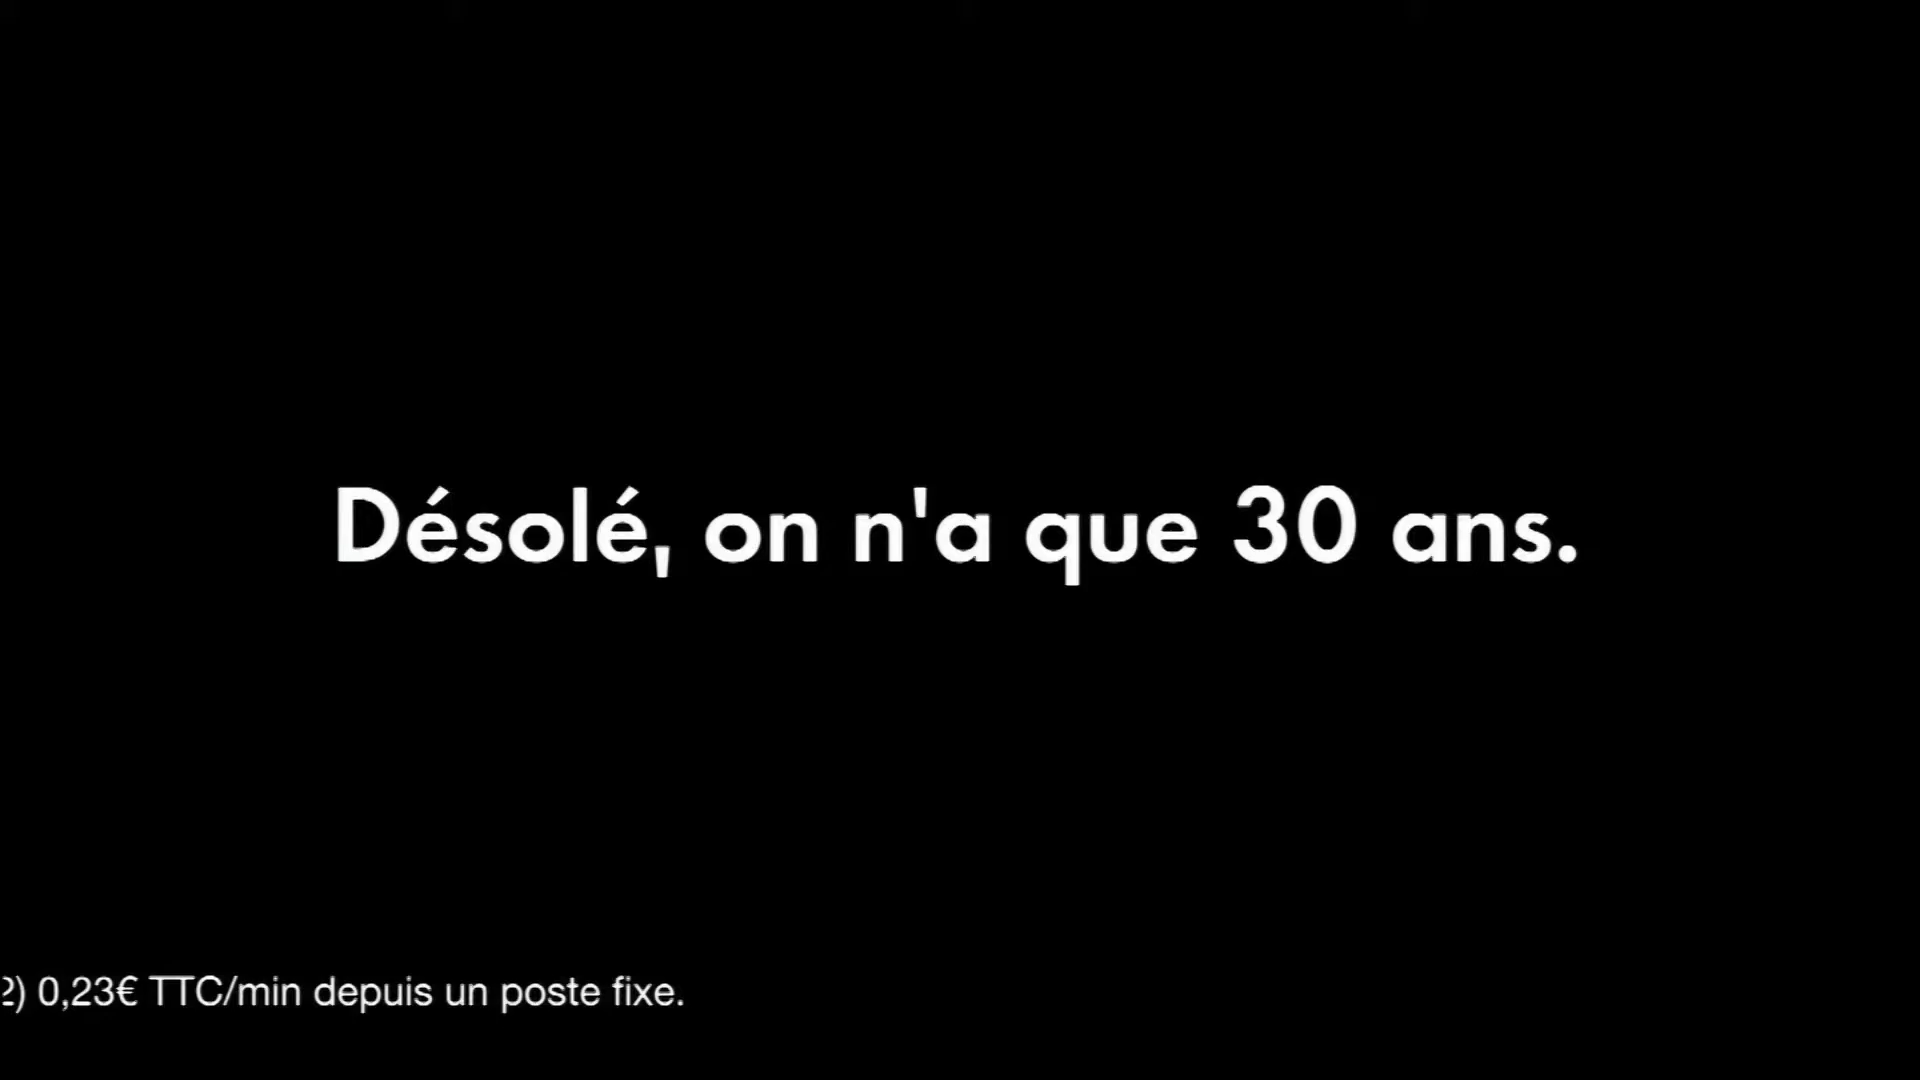 Désolé, on n'a que 30 ans.
2) 0,23€ TTC/min depuis un poste fixe.